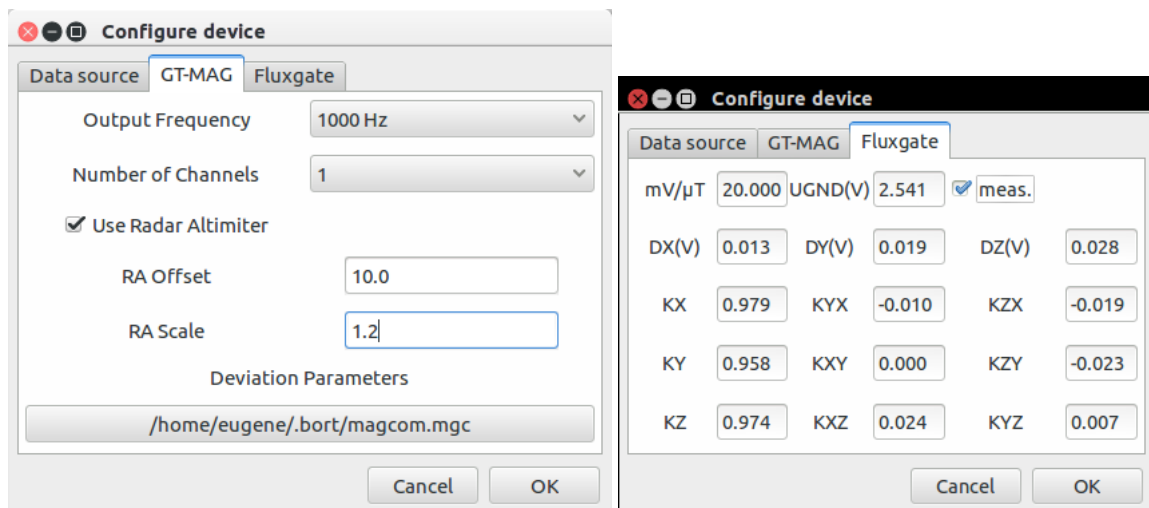 Configure device
Data source GT-MAG Fluxgate
Output Frequency 1000 Hz
Number of Channels 1
Use Radar Altimiter
RA Offset 10.0
RA Scale 1.2
Deviation Parameters
/home/eugene/.bort/magcom.mgc
Cancel OK
Configure device
Data source GT-MAG Fluxgate
mV/μT 20.000 UGND(V) 2.541 meas.
DX(V) 0.013 DY(V) 0.019 DZ(V) 0.028
KX 0.979 KYX -0.010 KZX -0.019
KY 0.958 KXY 0.000 KZY -0.023
KZ 0.974 KXZ 0.024 KYZ 0.007
Cancel OK